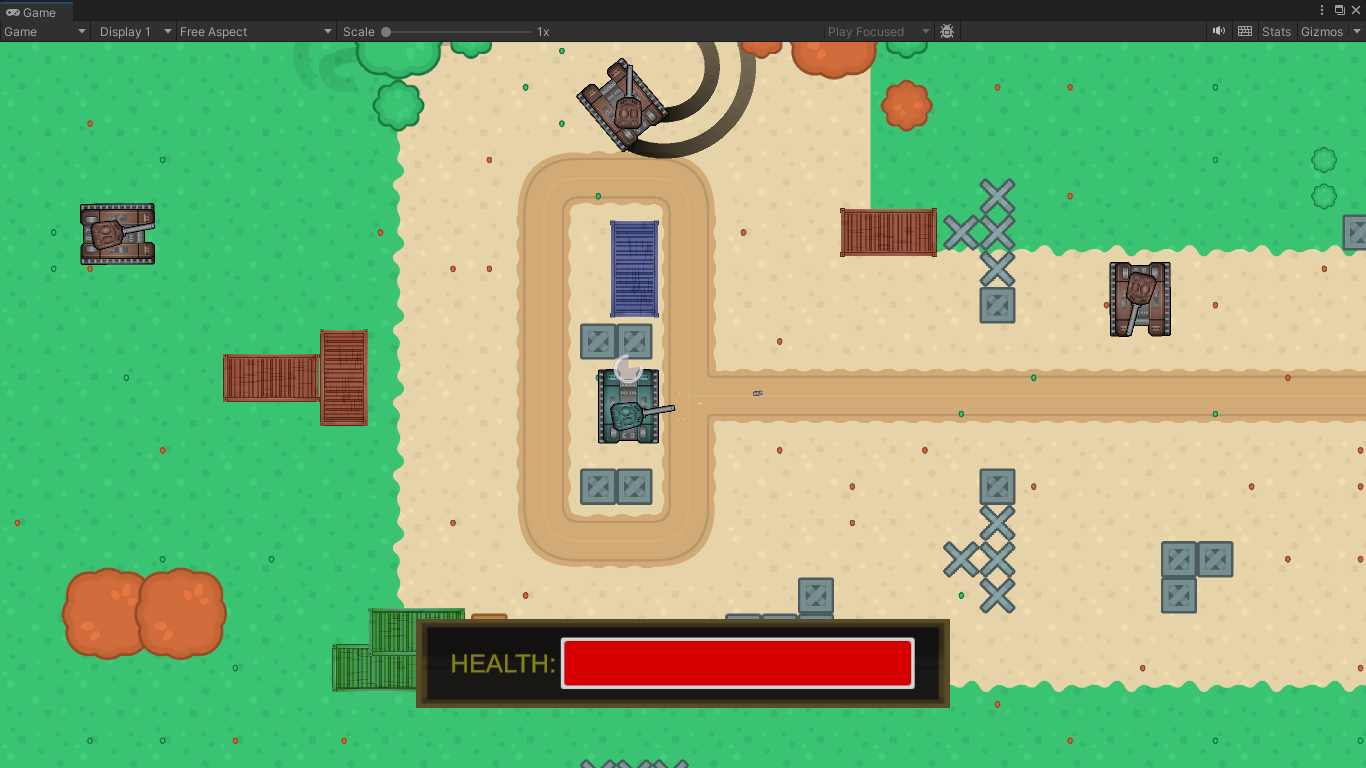 Game
Game Display 1 Free Aspect Scale 1x Play Focused Stats Gizmos
HEALTH: